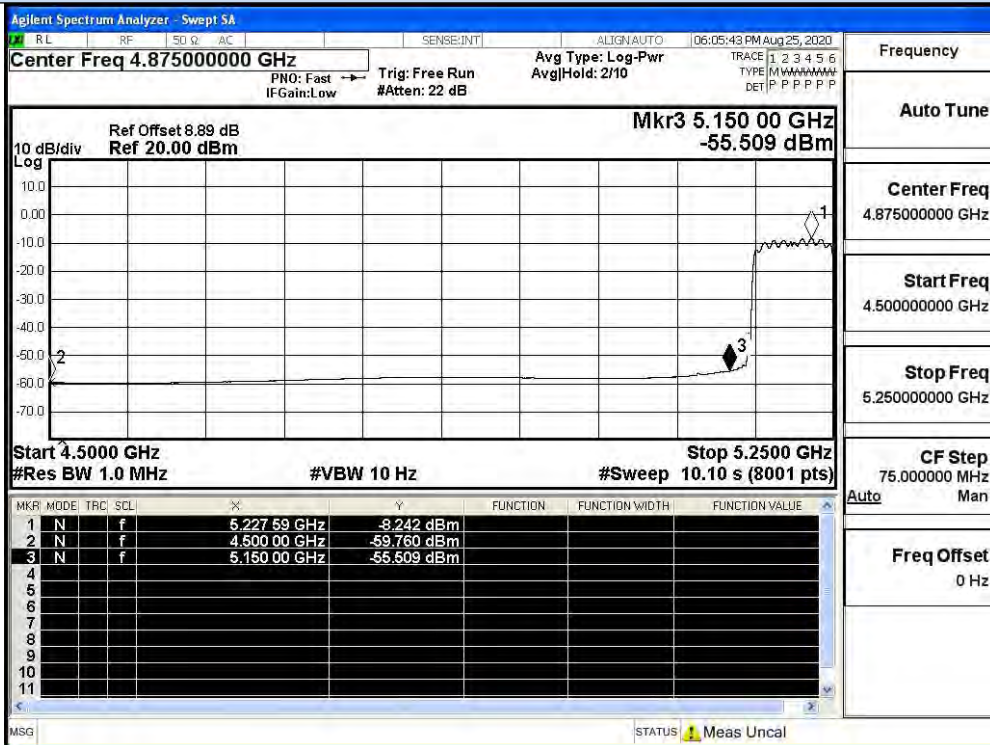 Agilent Spectrum Analyzer - Swept SA
RL RF 50 Ω AC SENSE:INT ALIGN AUTO 06:05:43 PM Aug 25, 2020
Center Freq 4.875000000 GHz
PNO: Fast
IFGain:Low
Trig: Free Run
#Atten: 22 dB
Avg Type: Log-Pwr
Avg|Hold: 2/10
TRACE 1 2 3 4 5 6
TYPE M WWWWW
DET P P P P P P
Ref Offset 8.89 dB
10 dB/div Ref 20.00 dBm
Log
Mkr3 5.150 00 GHz
-55.509 dBm
10.0
0.00
-10.0
-20.0
-30.0
-40.0
-50.0
-60.0
-70.0
1
2
3
Start 4.5000 GHz Stop 5.2500 GHz
#Res BW 1.0 MHz #VBW 10 Hz #Sweep 10.10 s (8001 pts)
MKR MODE TRC SCL X Y FUNCTION FUNCTION WIDTH FUNCTION VALUE
1 N f 5.227 59 GHz -8.242 dBm
2 N f 4.500 00 GHz -59.760 dBm
3 N f 5.150 00 GHz -55.509 dBm
4
5
6
7
8
9
10
11
MSG STATUS Meas Uncal
Frequency
Auto Tune
Center Freq
4.875000000 GHz
Start Freq
4.500000000 GHz
Stop Freq
5.250000000 GHz
CF Step
75.000000 MHz
Auto Man
Freq Offset
0 Hz